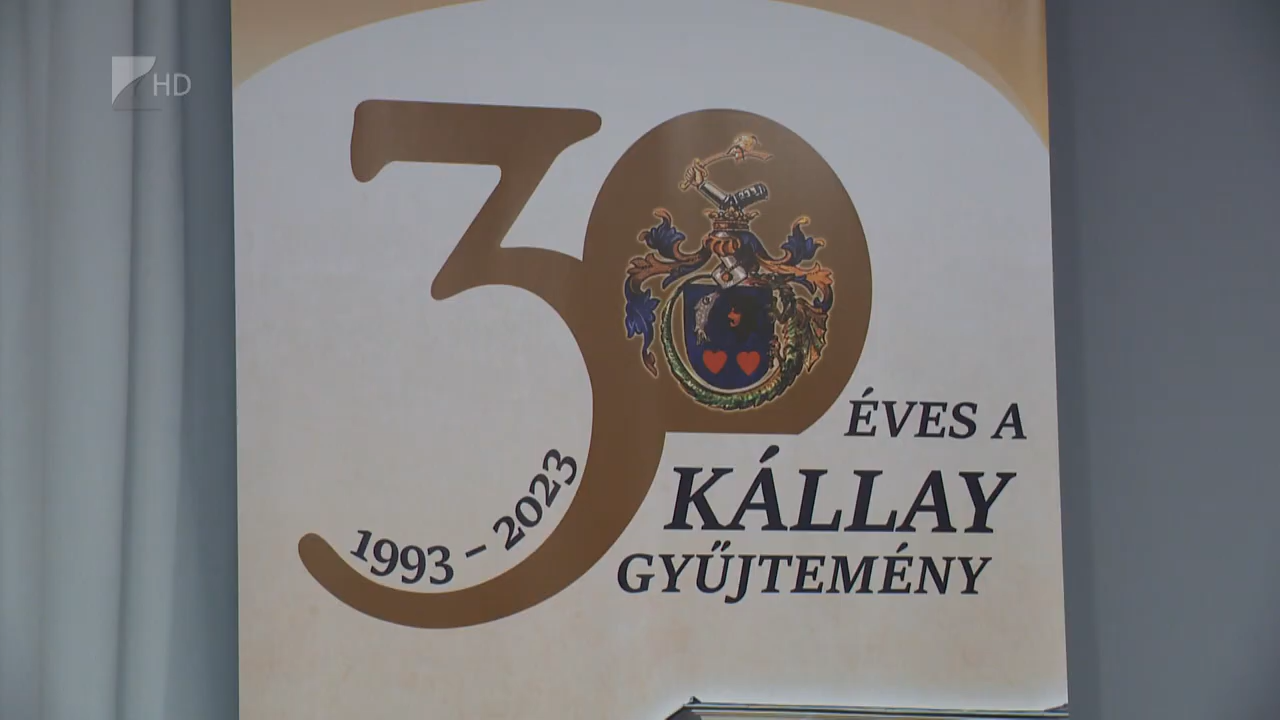 HD
30
ÉVES A
KÁLLAY
GYŰJTEMÉNY
1993 – 2023